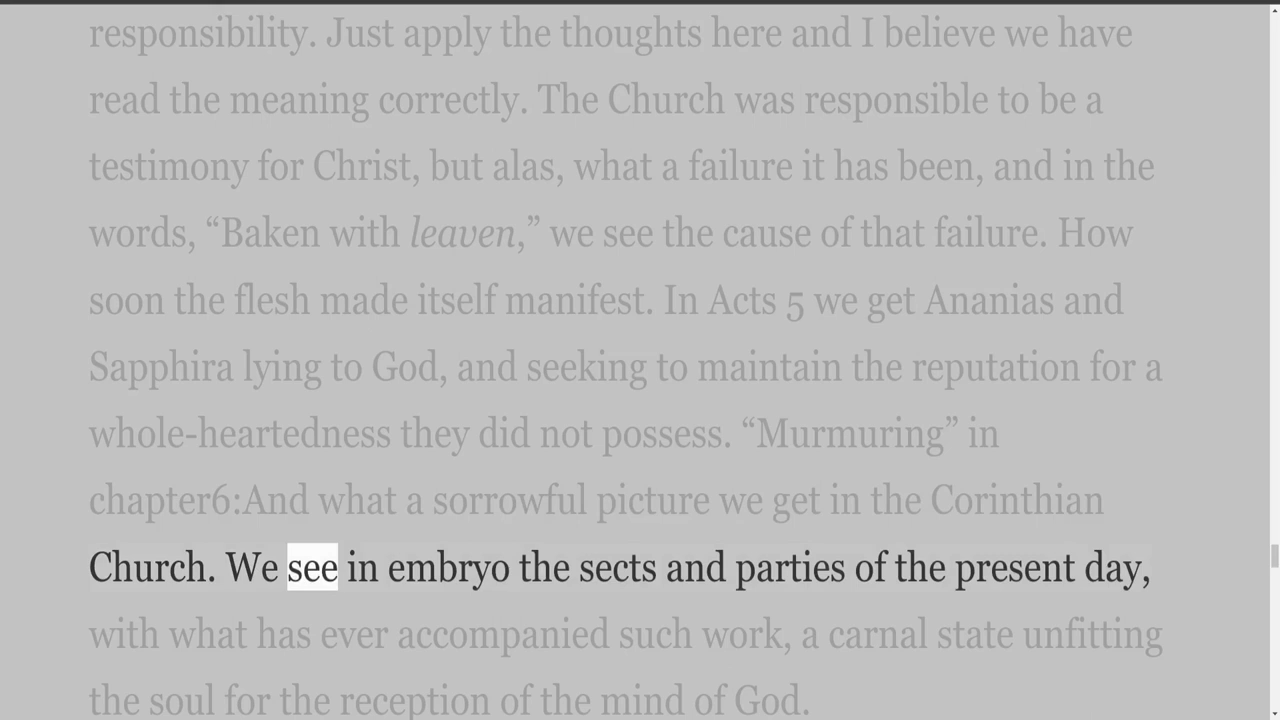 responsibility. Just apply the thoughts here and I believe we have
read the meaning correctly. The Church was responsible to be a
testimony for Christ, but alas, what a failure it has been, and in the
words, “Baken with leaven,” we see the cause of that failure. How
soon the flesh made itself manifest. In Acts 5 we get Ananias and
Sapphira lying to God, and seeking to maintain the reputation for a
whole-heartedness they did not possess. “Murmuring” in
chapter6:And what a sorrowful picture we get in the Corinthian
Church. We see in embryo the sects and parties of the present day,
with what has ever accompanied such work, a carnal state unfitting
the soul for the reception of the mind of God.